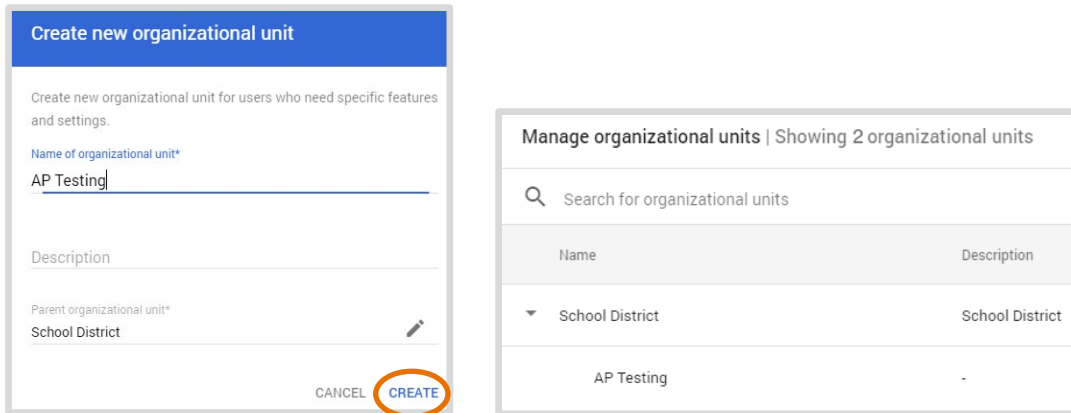 Create new organizational unit
Create new organizational unit for users who need specific features
and settings.
Name of organizational unit*
AP Testing
Description
Parent organizational unit*
School District
CANCEL CREATE
Manage organizational units | Showing 2 organizational units
Search for organizational units
Name Description
School District School District
AP Testing -